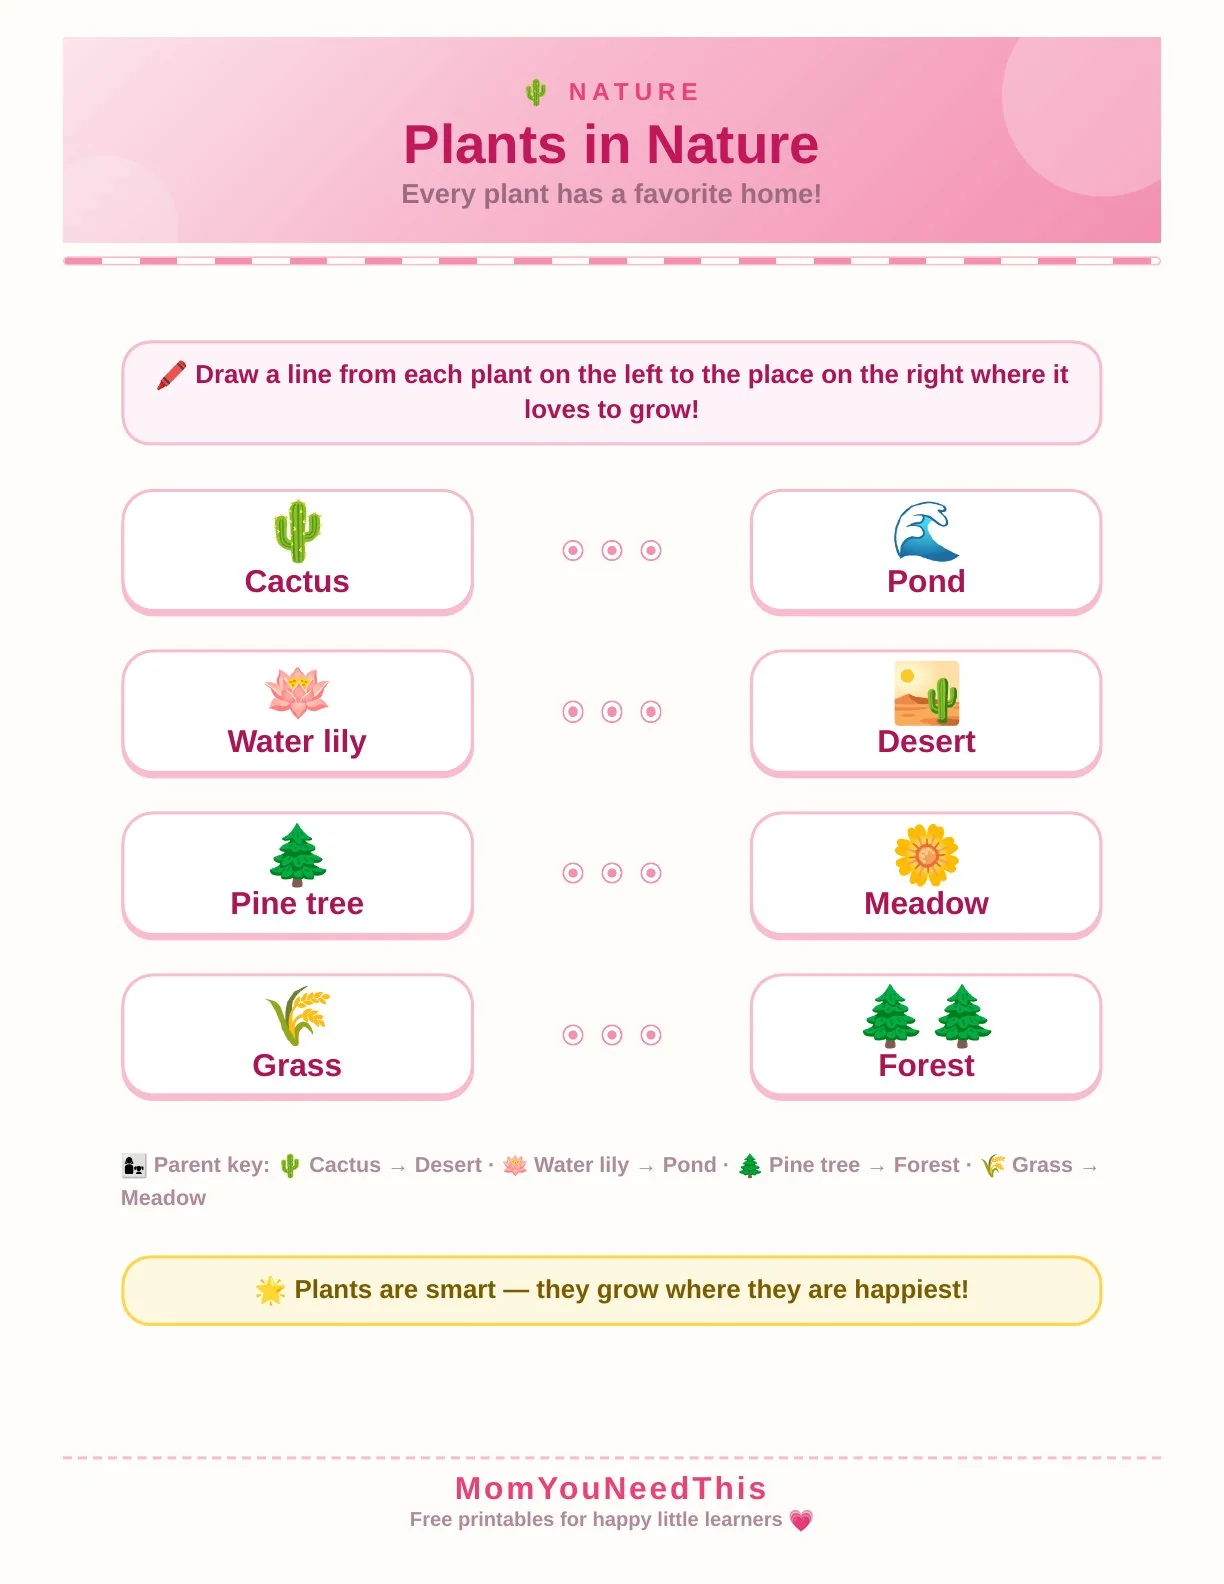 🌵 NATURE
Plants in Nature
Every plant has a favorite home!
🖍️ Draw a line from each plant on the left to the place on the right where it
loves to grow!
Cactus
Pond
Water lily
Desert
Pine tree
Meadow
Grass
Forest
👩‍👧 Parent key: 🌵 Cactus → Desert · 🪷 Water lily → Pond · 🌲 Pine tree → Forest · 🌾 Grass →
Meadow
🌟 Plants are smart — they grow where they are happiest!
MomYouNeedThis
Free printables for happy little learners 💗